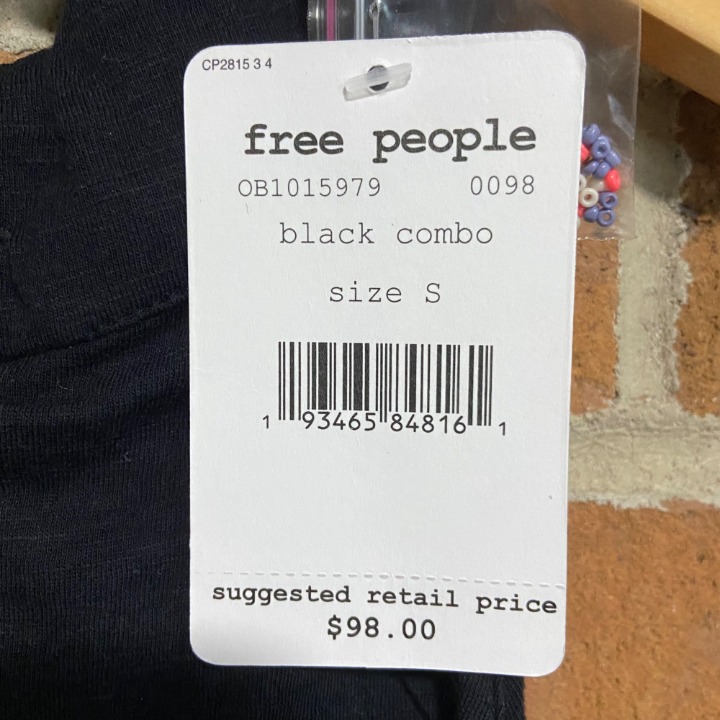 CP2815 3 4
free people
OB1015979 0098
black combo
size S
1 93465 84816 1
suggested retail price
$98.00